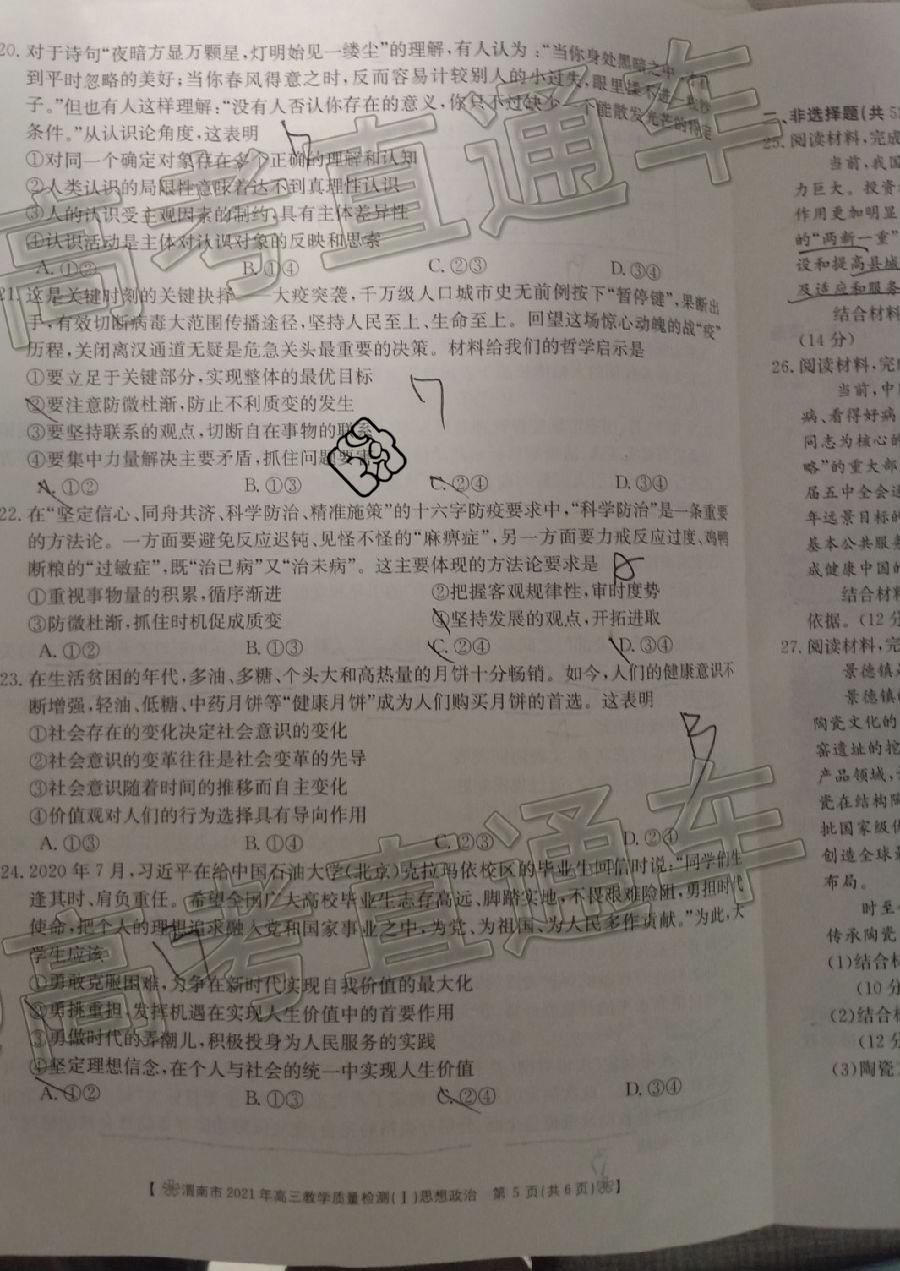 20. 对于诗句“夜暗方显万颗星,灯明始见一缕尘”的理解,有人认为:“当你身处黑暗之中
到平时忽略的美好;当你春风得意之时,反而容易计较别人的小过失,眼里揉不进一
子。”但也有人这样理解:“没有人否认你存在的意义,你只不过缺少一个能散发光芒的特定
条件。”从认识论角度,这表明
①对同一个确定对象存在多个正确的理解和认知
②人类认识的局限性意味着达不到真理性认识
③人的认识受主观因素的制约,具有主体差异性
④认识活动是主体对认识对象的反映和思索
A.①② B.①④ C.②③ D.③④
21. 这是关键时刻的关键抉择——大疫突袭,千万级人口城市史无前例按下“暂停键”,果断出
手,有效切断病毒大范围传播途径,坚持人民至上、生命至上。回望这场惊心动魄的战“疫”
历程,关闭离汉通道无疑是危急关头最重要的决策。材料给我们的哲学启示是
①要立足于关键部分,实现整体的最优目标
②要注意防微杜渐,防止不利质变的发生
③要坚持联系的观点,切断自在事物的联系
④要集中力量解决主要矛盾,抓住问题要害
A.①② B.①③ C.②④ D.③④
22. 在“坚定信心、同舟共济、科学防治、精准施策”的十六字防疫要求中,“科学防治”是一条重要
的方法论。一方面要避免反应迟钝、见怪不怪的“麻痹症”,另一方面要力戒反应过度、鸡鸭
断粮的“过敏症”,既“治已病”又“治未病”。这主要体现的方法论要求是 B
①重视事物量的积累,循序渐进 ②把握客观规律性,审时度势
③防微杜渐,抓住时机促成质变 ④坚持发展的观点,开拓进取
A.①② B.①③ C.②④ D.③④
23. 在生活贫困的年代,多油、多糖、个头大和高热量的月饼十分畅销。如今,人们的健康意识不
断增强,轻油、低糖、中药月饼等“健康月饼”成为人们购买月饼的首选。这表明
B
①社会存在的变化决定社会意识的变化
②社会意识的变革往往是社会变革的先导
③社会意识随着时间的推移而自主变化
④价值观对人们的行为选择具有导向作用
A.①③ B.①④ C.②③ D.②④
24. 2020年7月,习近平在给中国石油大学(北京)克拉玛依校区的毕业生回信时说:“同学们生
逢其时、肩负重任。希望全国广大高校毕业生志存高远、脚踏实地,不畏艰难险阻,勇担时代
使命,把个人的理想追求融入党和国家事业之中,为党、为祖国、为人民多作贡献。”为此,大
学生应该
①勇敢克服困难,力争在新时代实现自我价值的最大化
②勇挑重担,发挥机遇在实现人生价值中的首要作用
③勇做时代的弄潮儿,积极投身为人民服务的实践
④坚定理想信念,在个人与社会的统一中实现人生价值
A.①② B.①③ C.②④ D.③④
【渭南市2021年高三教学质量检测(Ⅰ)思想政治 第5页(共6页)】
高考直通车
高考直通车
二、非选择题(共5
25. 阅读材料,完成
当前,我国
力巨大。投资
作用更加明显
的“两新一重”
设和提高县城
及适应和服务
结合材料
(14分)
26. 阅读材料,完
当前,中
病、看得好病
同志为核心的
略”的重大部
届五中全会
年远景目标的
基本公共服
成健康中国的
结合材
依据。(12分
27. 阅读材料,完
景德镇
景德镇
陶瓷文化的
窑遗址的挖
产品领域,
瓷在结构陶
批国家级
创造全球
布局。
时至
传承陶瓷
(1)结合
(10分
(2)结合
(12分
(3)陶瓷